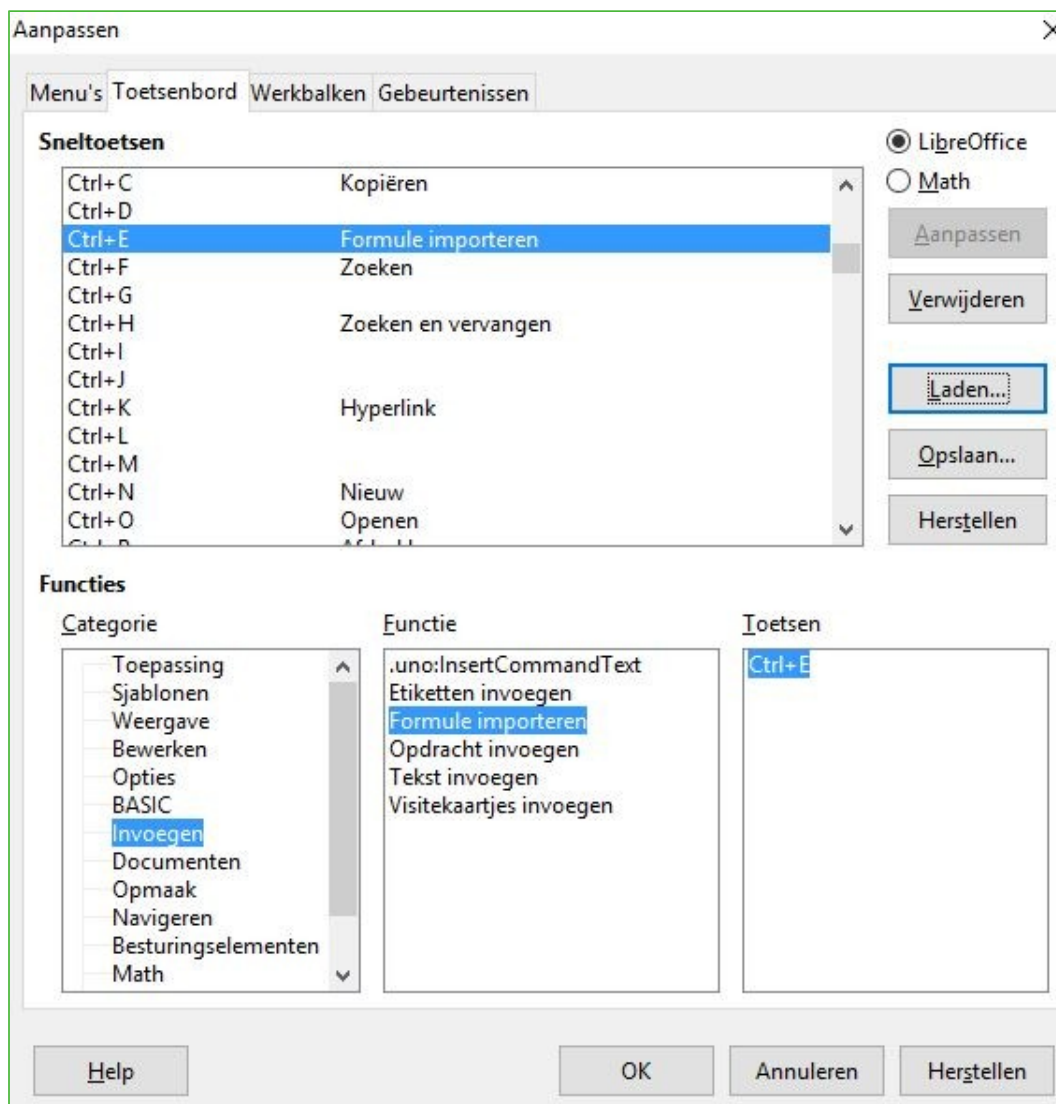 Aanpassen
Menu's Toetsenbord Werkbalken Gebeurtenissen
Sneltoetsen
LibreOffice
Math
Aanpassen
Verwijderen
Laden...
Opslaan...
Herstellen
Ctrl+C Kopiëren
Ctrl+D
Ctrl+E Formule importeren
Ctrl+F Zoeken
Ctrl+G
Ctrl+H Zoeken en vervangen
Ctrl+I
Ctrl+J
Ctrl+K Hyperlink
Ctrl+L
Ctrl+M
Ctrl+N Nieuw
Ctrl+O Openen
Functies
Categorie
Toepassing
Sjablonen
Weergave
Bewerken
Opties
BASIC
Invoegen
Documenten
Opmaak
Navigeren
Besturingselementen
Math
Functie
.uno:InsertCommandText
Etiketten invoegen
Formule importeren
Opdracht invoegen
Tekst invoegen
Visitekaartjes invoegen
Toetsen
Ctrl+E
Help
OK
Annuleren
Herstellen